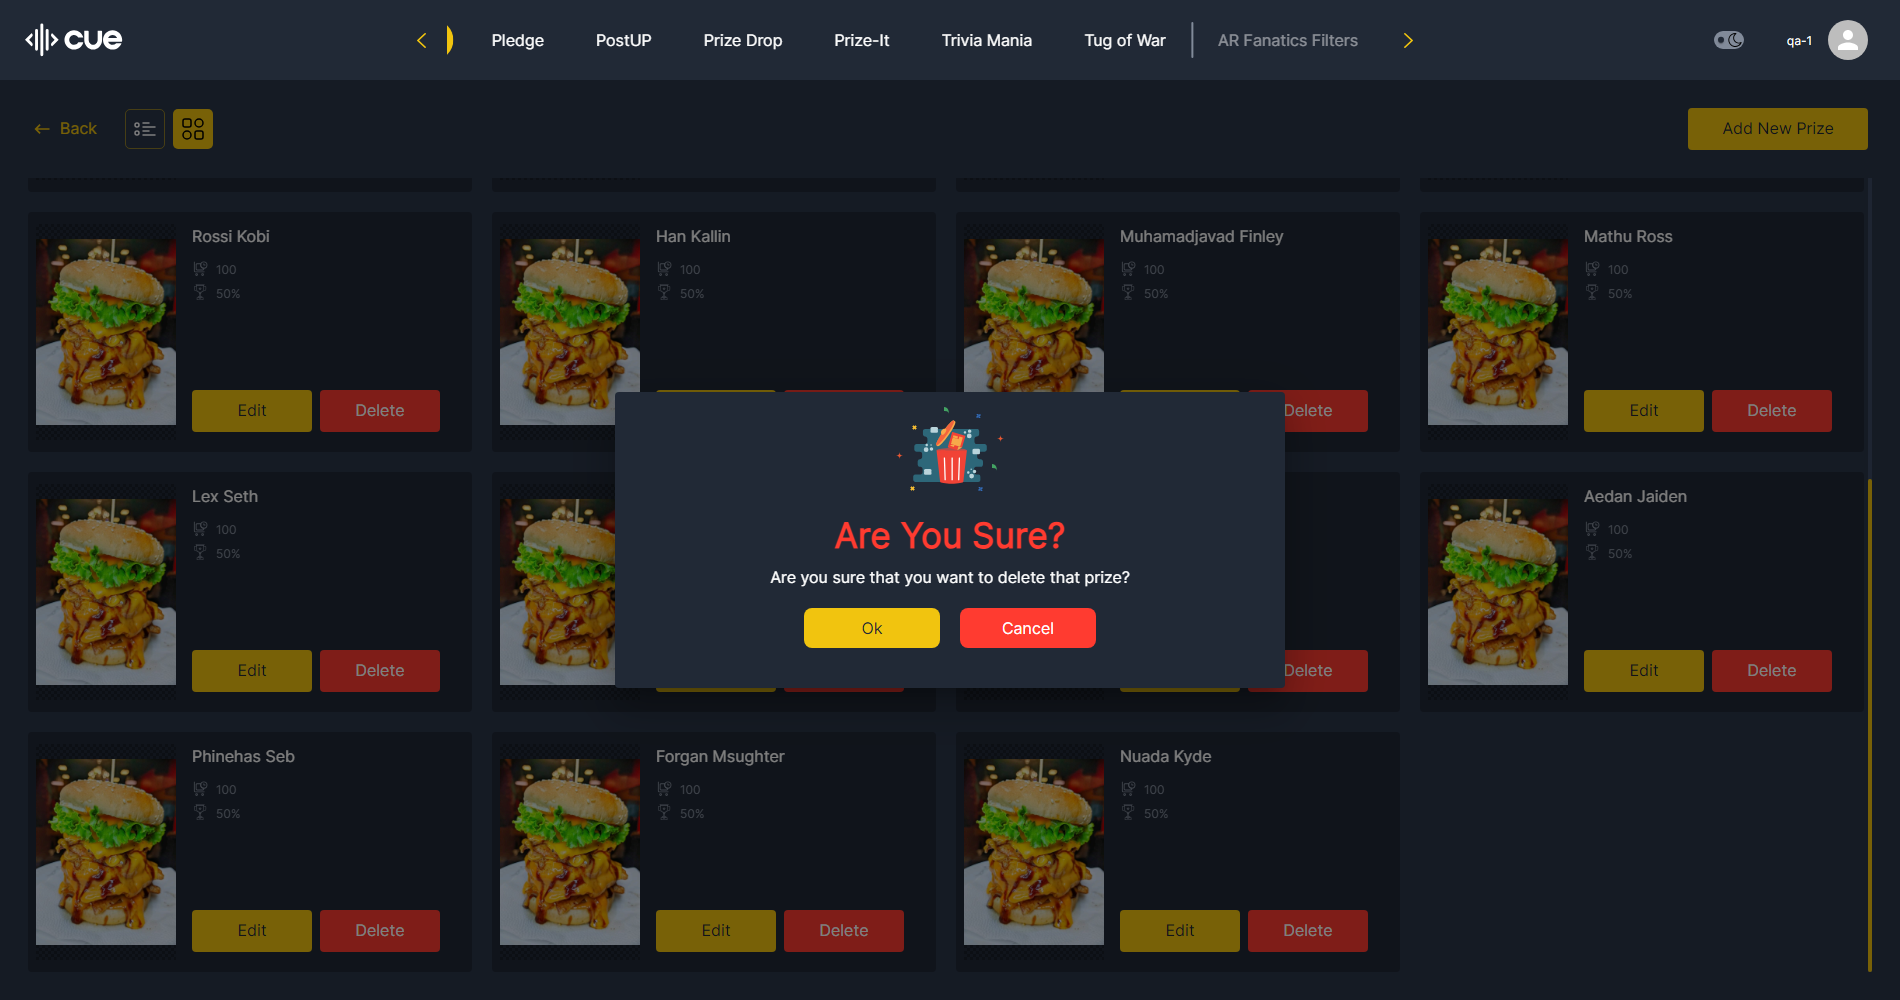 cue
Pledge
PostUP
Prize Drop
Prize-It
Trivia Mania
Tug of War
AR Fanatics Filters
qa-1
Back
Add New Prize
Rossi Kobi
100
50%
Edit
Delete
Han Kallin
100
50%
Muhamadjavad Finley
100
50%
Delete
Mathu Ross
100
50%
Edit
Delete
Lex Seth
100
50%
Edit
Delete
Are You Sure?
Are you sure that you want to delete that prize?
Ok
Cancel
Delete
Aedan Jaiden
100
50%
Edit
Delete
Phinehas Seb
100
50%
Edit
Delete
Forgan Msughter
100
50%
Edit
Delete
Nuada Kyde
100
50%
Edit
Delete